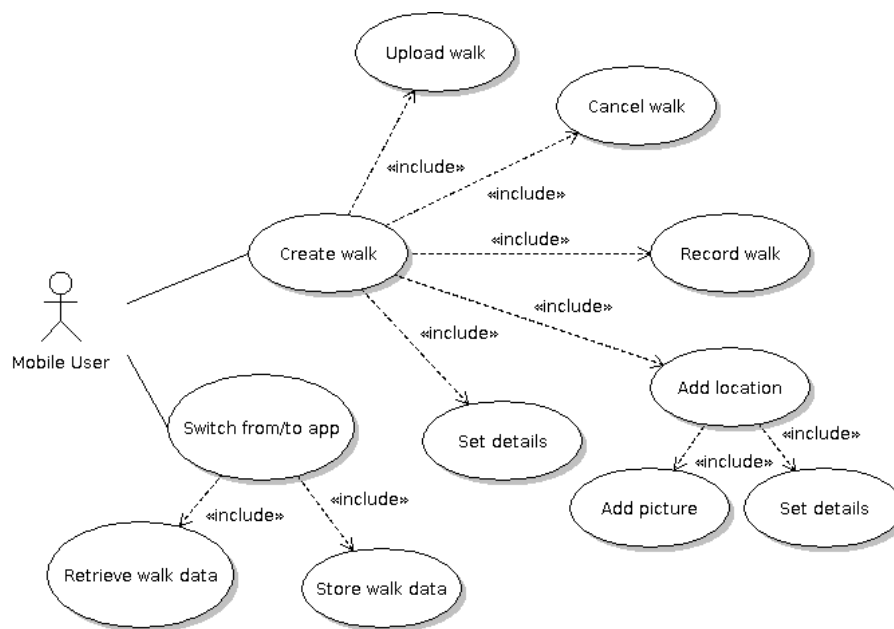 Upload walk
Cancel walk
«include»
«include»
Create walk
«include»
Record walk
Mobile User
«include»
«include»
Add location
Switch from/to app
Set details
«include»
«include»
Add picture
Set details
«include»
«include»
Retrieve walk data
Store walk data